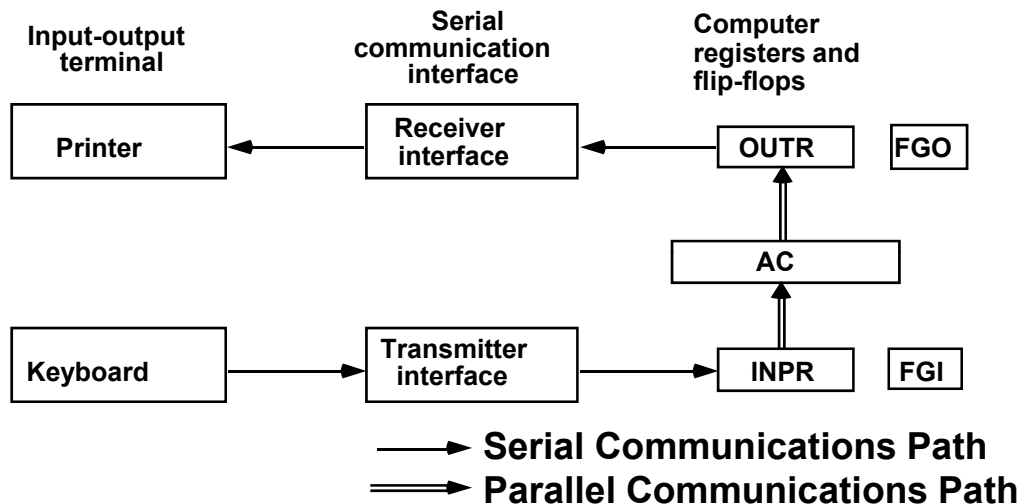 Input-output
terminal
Serial
communication
interface
Computer
registers and
flip-flops
Printer
Receiver
interface
OUTR
FGO
AC
Keyboard
Transmitter
interface
INPR
FGI
Serial Communications Path
Parallel Communications Path